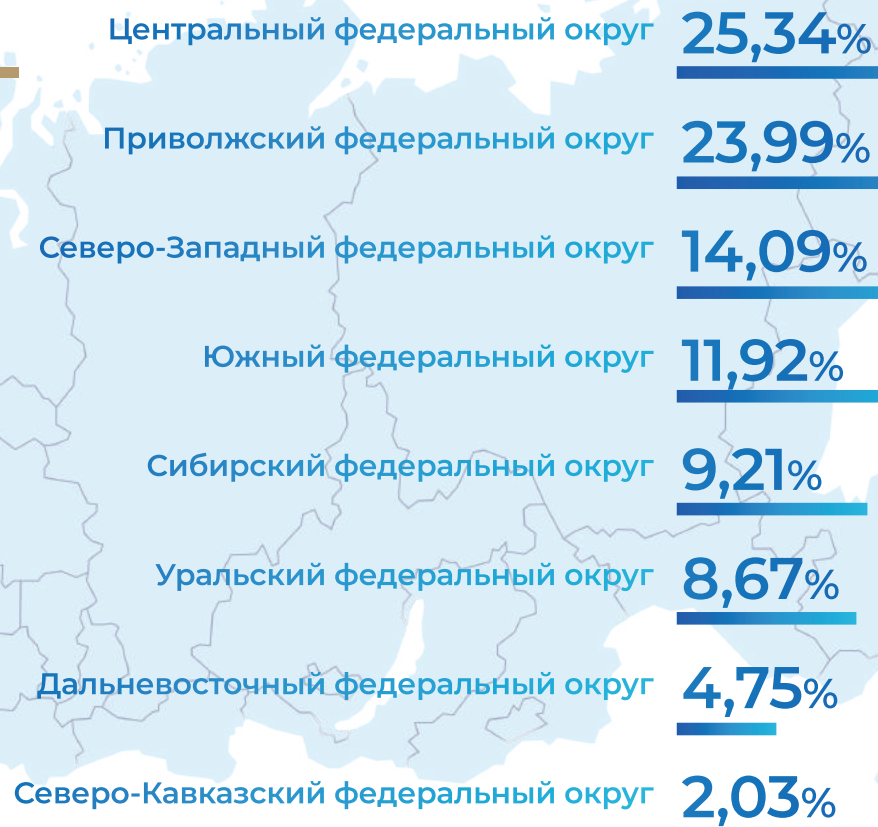 Центральный федеральный округ 25,34%
Приволжский федеральный округ 23,99%
Северо-Западный федеральный округ 14,09%
Южный федеральный округ 11,92%
Сибирский федеральный округ 9,21%
Уральский федеральный округ 8,67%
Дальневосточный федеральный округ 4,75%
Северо-Кавказский федеральный округ 2,03%